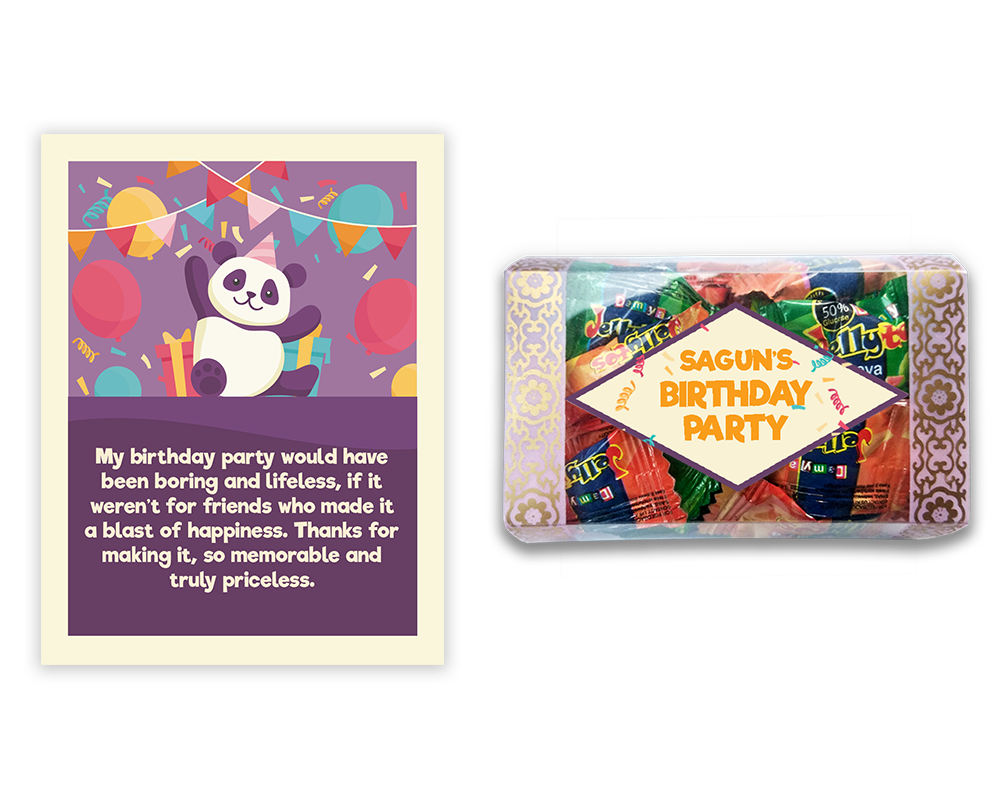 My birthday party would have
been boring and lifeless, if it
weren't for friends who made it
a blast of happiness. Thanks for
making it, so memorable and
truly priceless.
50%
SAGUN'S
BIRTHDAY
PARTY